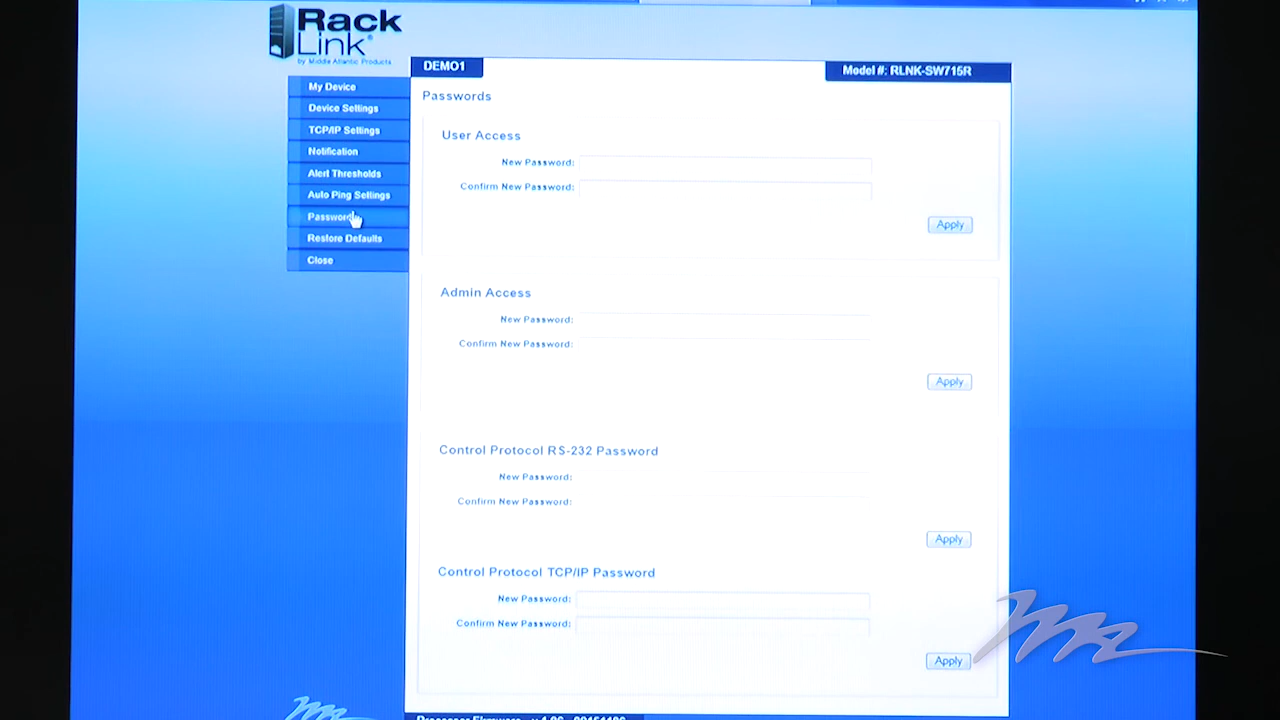 Rack
Link®
by Middle Atlantic Products
DEMO1
Model #: RLNK-SW715R
My Device
Device Settings
TCP/IP Settings
Notification
Alert Thresholds
Auto Ping Settings
Password
Restore Defaults
Close
Passwords
User Access
New Password:
Confirm New Password:
Apply
Admin Access
New Password:
Confirm New Password:
Apply
Control Protocol RS-232 Password
New Password:
Confirm New Password:
Apply
Control Protocol TCP/IP Password
New Password:
Confirm New Password:
Apply
Processor Firmware